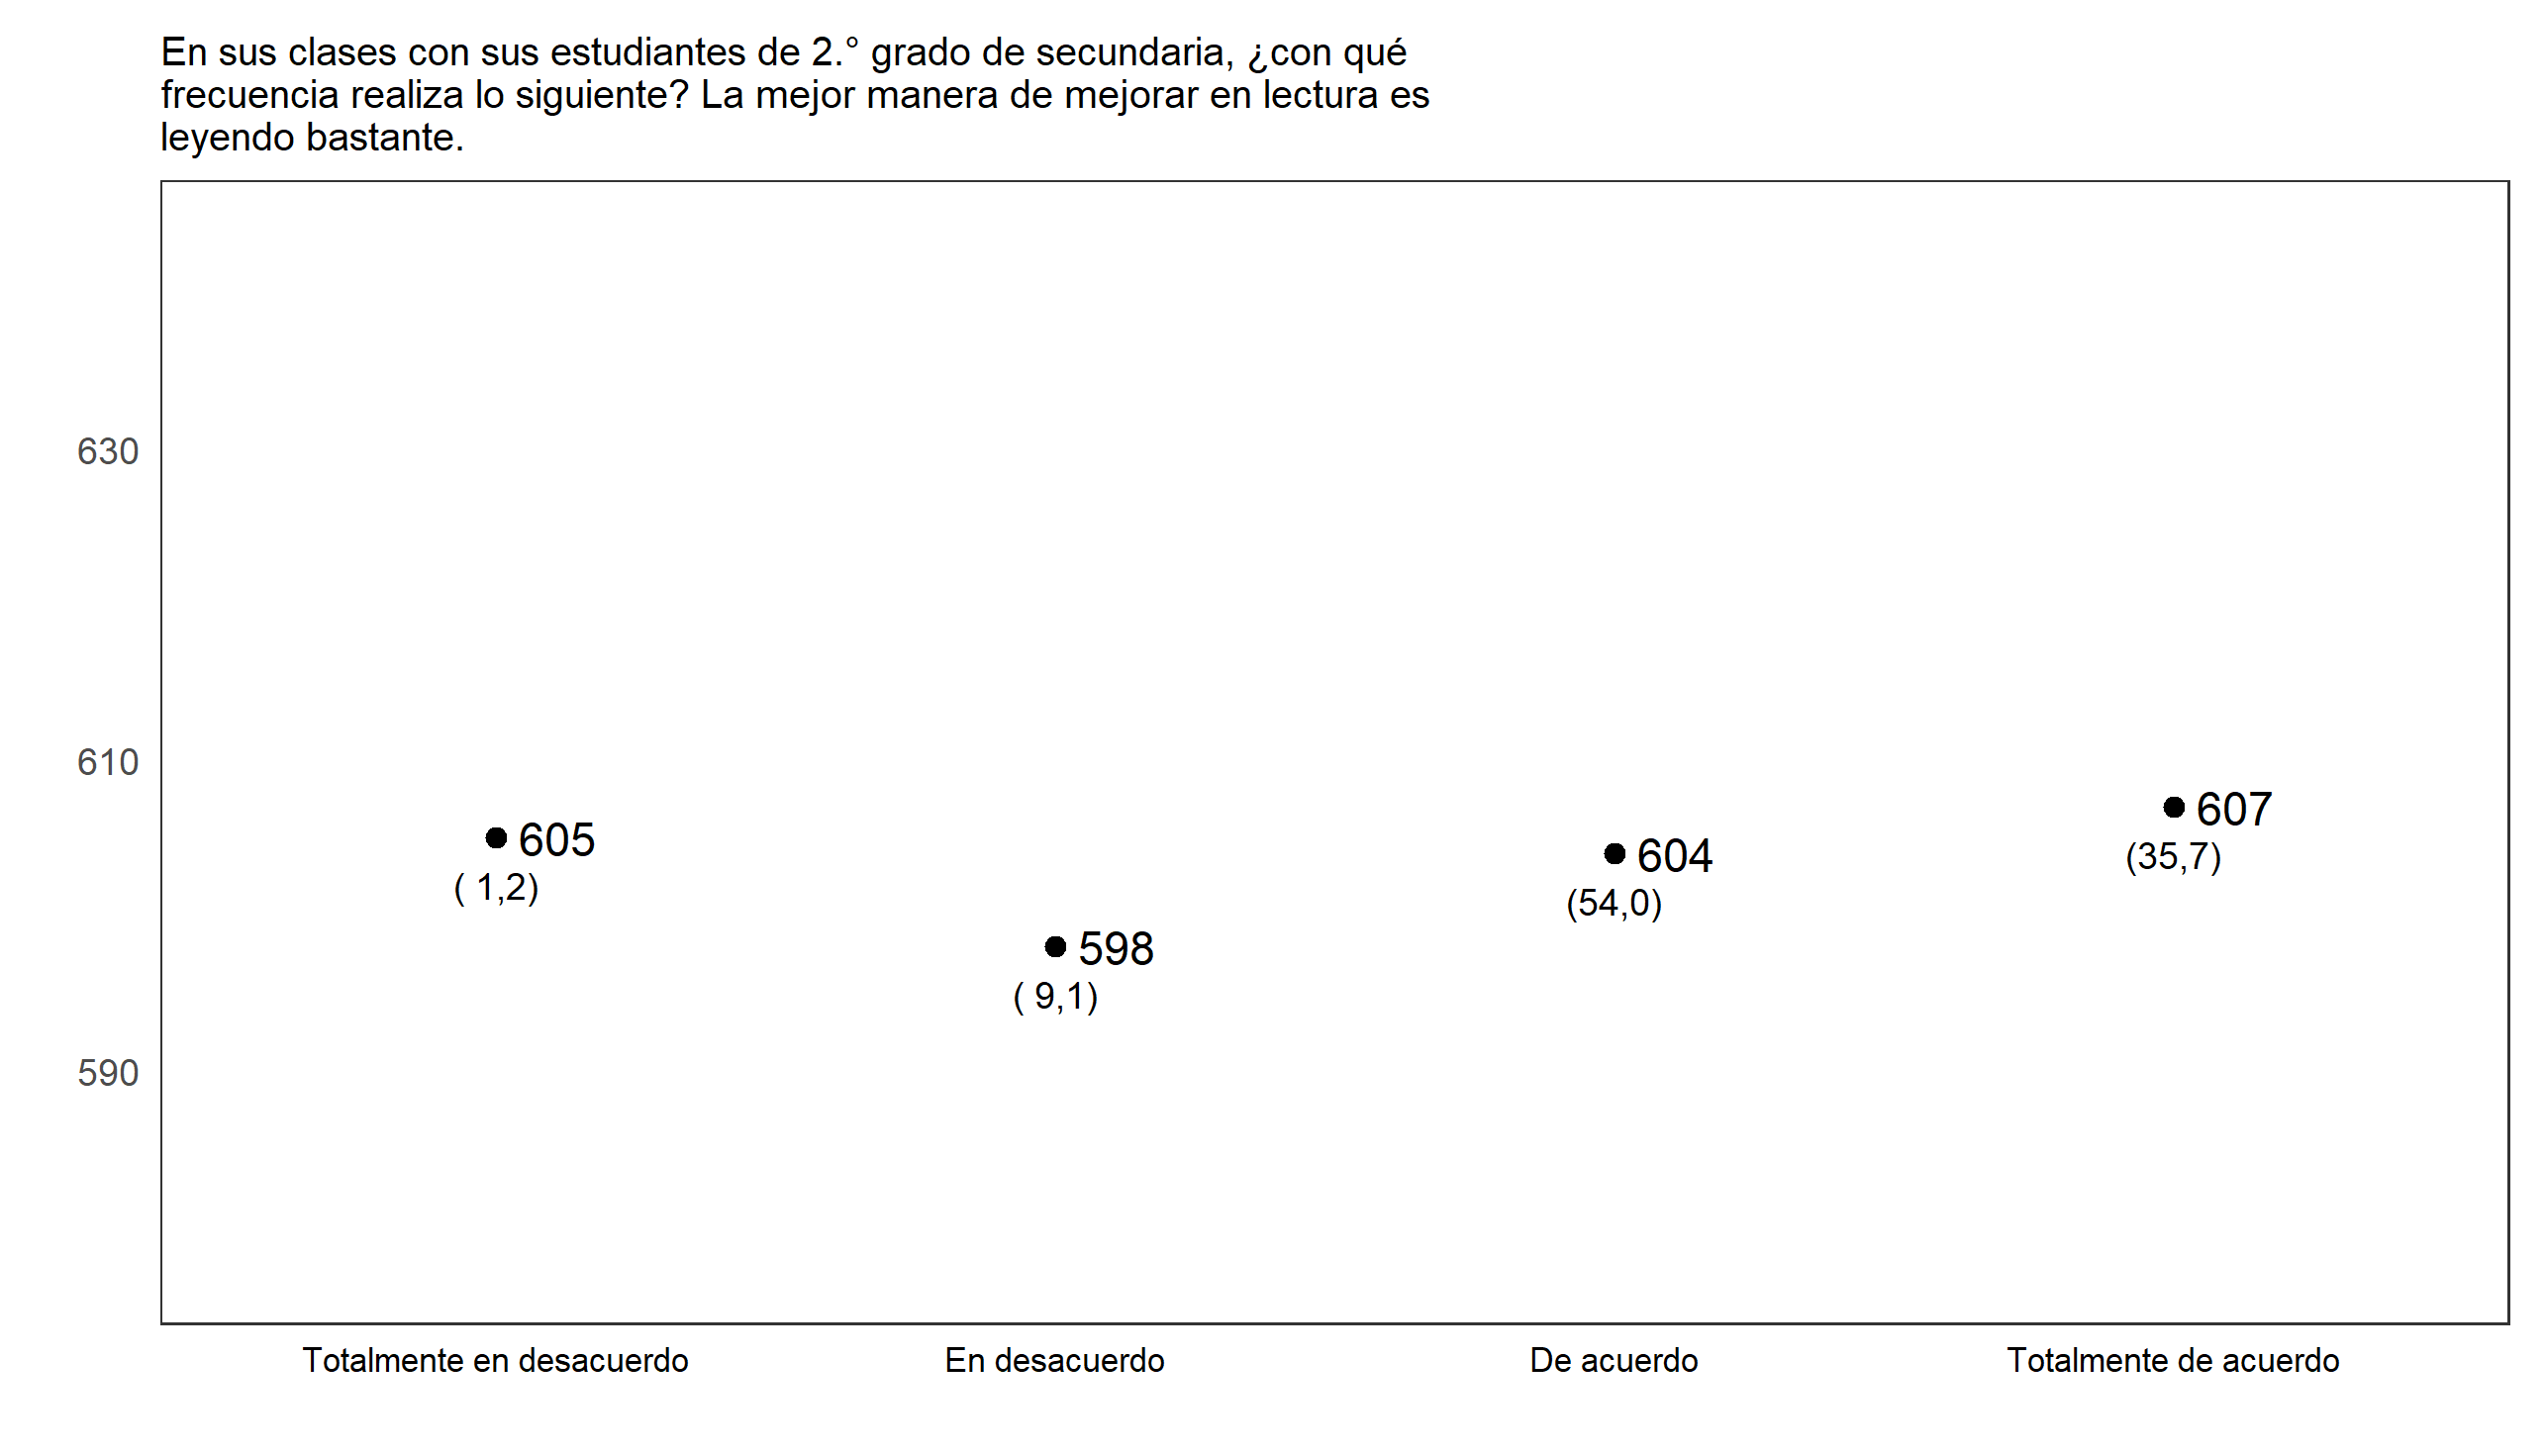 En sus clases con sus estudiantes de 2.° grado de secundaria, ¿con qué
frecuencia realiza lo siguiente? La mejor manera de mejorar en lectura es
leyendo bastante.
630
610
590
605
( 1,2)
598
( 9,1)
604
(54,0)
607
(35,7)
Totalmente en desacuerdo
En desacuerdo
De acuerdo
Totalmente de acuerdo